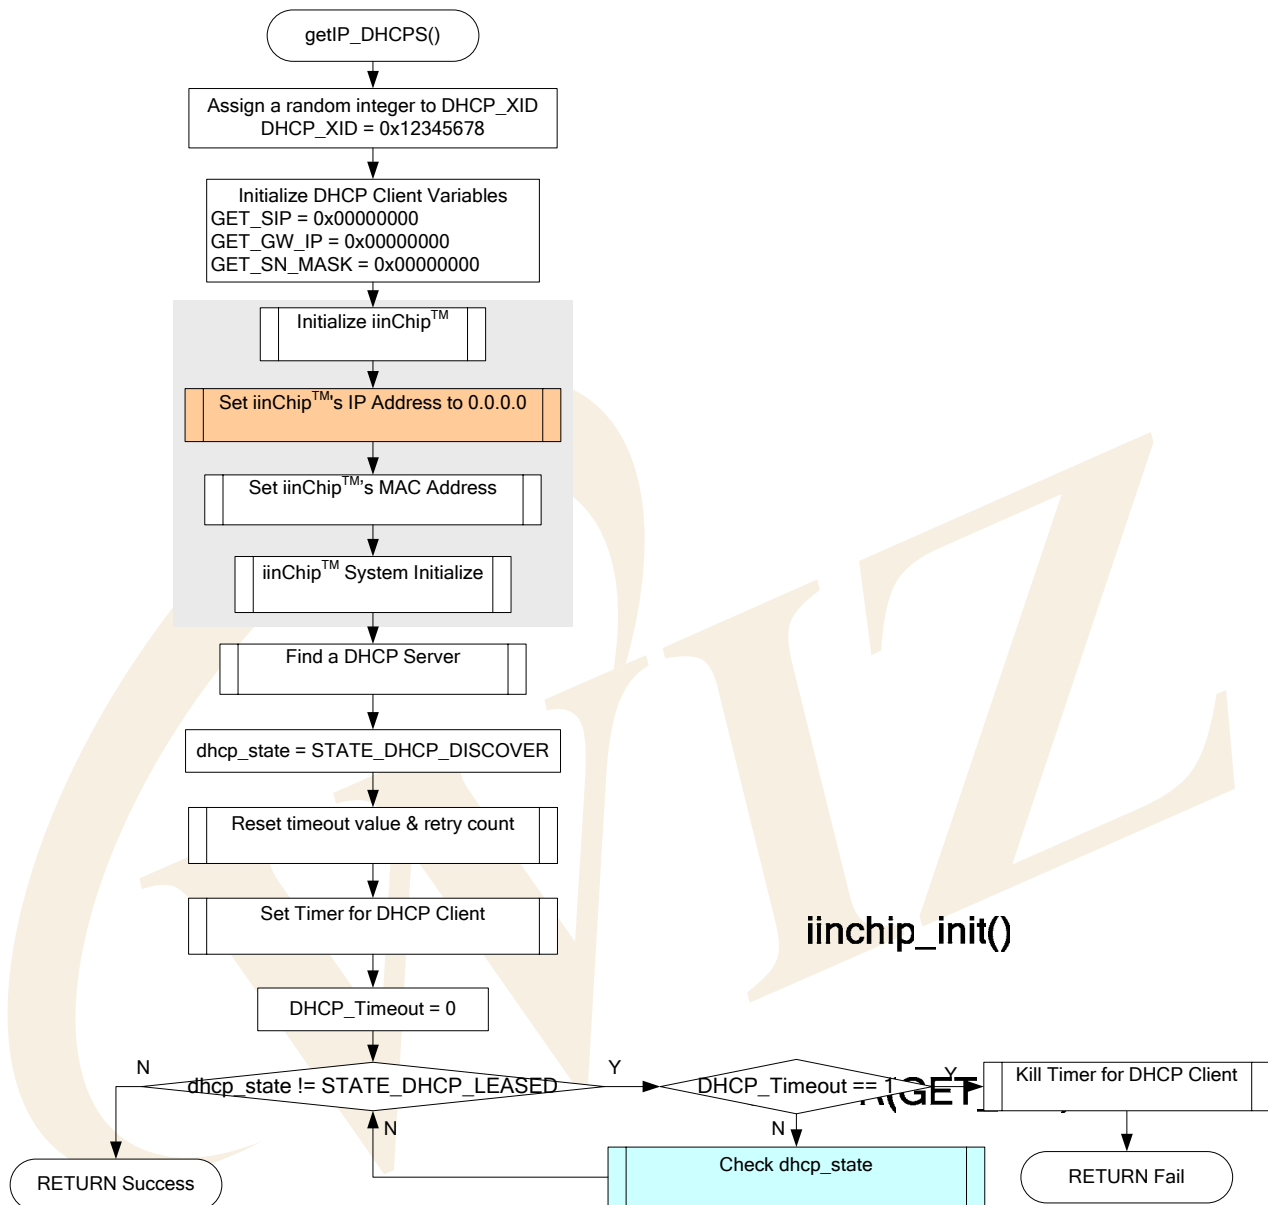 getIP_DHCPS()
Assign a random integer to DHCP_XID
DHCP_XID = 0x12345678
Initialize DHCP Client Variables
GET_SIP = 0x00000000
GET_GW_IP = 0x00000000
GET_SN_MASK = 0x00000000
Initialize iinChip™
Set iinChip™'s IP Address to 0.0.0.0
Set iinChip™'s MAC Address
iinChip™ System Initialize
Find a DHCP Server
dhcp_state = STATE_DHCP_DISCOVER
Reset timeout value & retry count
Set Timer for DHCP Client
iinchip_init()
DHCP_Timeout = 0
N
dhcp_state != STATE_DHCP_LEASED
Y
DHCP_Timeout == 1
Y
(GET_
Kill Timer for DHCP Client
N
N
Check dhcp_state
RETURN Success
RETURN Fail
WIZ